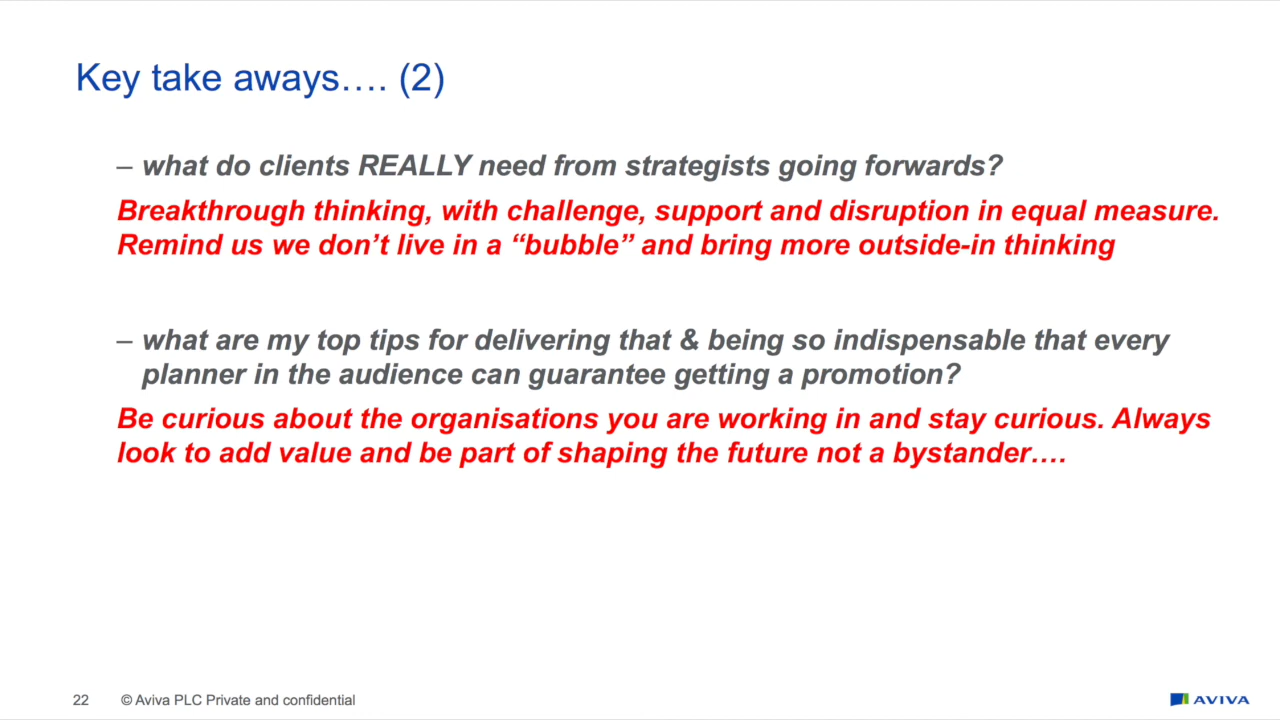 Key take aways…. (2)
– what do clients REALLY need from strategists going forwards?
Breakthrough thinking, with challenge, support and disruption in equal measure.
Remind us we don’t live in a “bubble” and bring more outside-in thinking
– what are my top tips for delivering that & being so indispensable that every
planner in the audience can guarantee getting a promotion?
Be curious about the organisations you are working in and stay curious. Always
look to add value and be part of shaping the future not a bystander….
22 © Aviva PLC Private and confidential
AVIVA